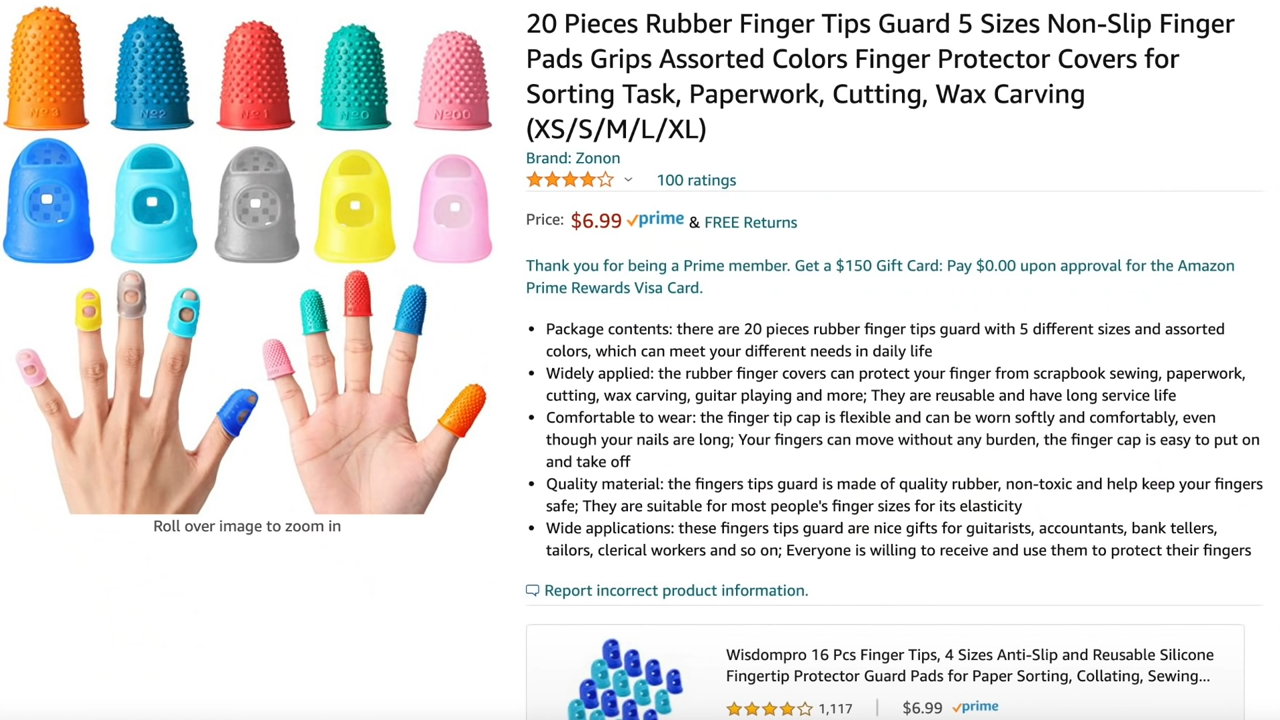 20 Pieces Rubber Finger Tips Guard 5 Sizes Non-Slip Finger
Pads Grips Assorted Colors Finger Protector Covers for
Sorting Task, Paperwork, Cutting, Wax Carving
(XS/S/M/L/XL)
Brand: Zonon
100 ratings
Price: $6.99 prime & FREE Returns
Thank you for being a Prime member. Get a $150 Gift Card: Pay $0.00 upon approval for the Amazon
Prime Rewards Visa Card.
• Package contents: there are 20 pieces rubber finger tips guard with 5 different sizes and assorted
colors, which can meet your different needs in daily life
• Widely applied: the rubber finger covers can protect your finger from scrapbook sewing, paperwork,
cutting, wax carving, guitar playing and more; They are reusable and have long service life
• Comfortable to wear: the finger tip cap is flexible and can be worn softly and comfortably, even
though your nails are long; Your fingers can move without any burden, the finger cap is easy to put on
and take off
• Quality material: the fingers tips guard is made of quality rubber, non-toxic and help keep your fingers
safe; They are suitable for most people's finger sizes for its elasticity
• Wide applications: these fingers tips guard are nice gifts for guitarists, accountants, bank tellers,
tailors, clerical workers and so on; Everyone is willing to receive and use them to protect their fingers
Report incorrect product information.
Wisdompro 16 Pcs Finger Tips, 4 Sizes Anti-Slip and Reusable Silicone
Fingertip Protector Guard Pads for Paper Sorting, Collating, Sewing...
1,117 | $6.99 prime
Nº3 Nº2 Nº1 Nº0 Nº00
Roll over image to zoom in